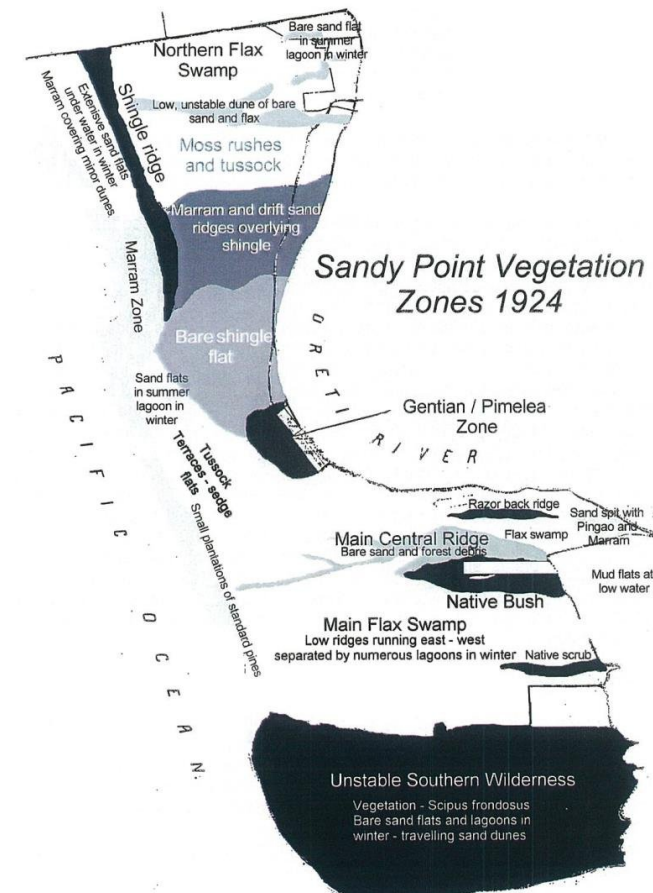 Bare sand flat
in summer
lagoon in winter
Northern Flax
Swamp
Low, unstable dune of bare
sand and flax
Extenisve sand flats
under water in winter
Marram covering minor dunes
Shingle ridge
Moss rushes
and tussock
Marram and drift sand
ridges overlying
shingle
Marram Zone
Sandy Point Vegetation
Zones 1924
Bare shingle
flat
ORETI RIVER
PACIFIC OCEAN
Sand flats
in summer
lagoon in
winter
Gentian / Pimelea
Zone
Tussock
Terraces - sedge
flats
Small plantations of standard pines
Razor back ridge
Sand spit with
Pingao and
Marram
Flax swamp
Main Central Ridge
Bare sand and forest debris
Mud flats at
low water
Native Bush
Main Flax Swamp
Low ridges running east - west
separated by numerous lagoons in winter
Native scrub
Unstable Southern Wilderness
Vegetation - Scipus frondosus
Bare sand flats and lagoons in
winter - travelling sand dunes